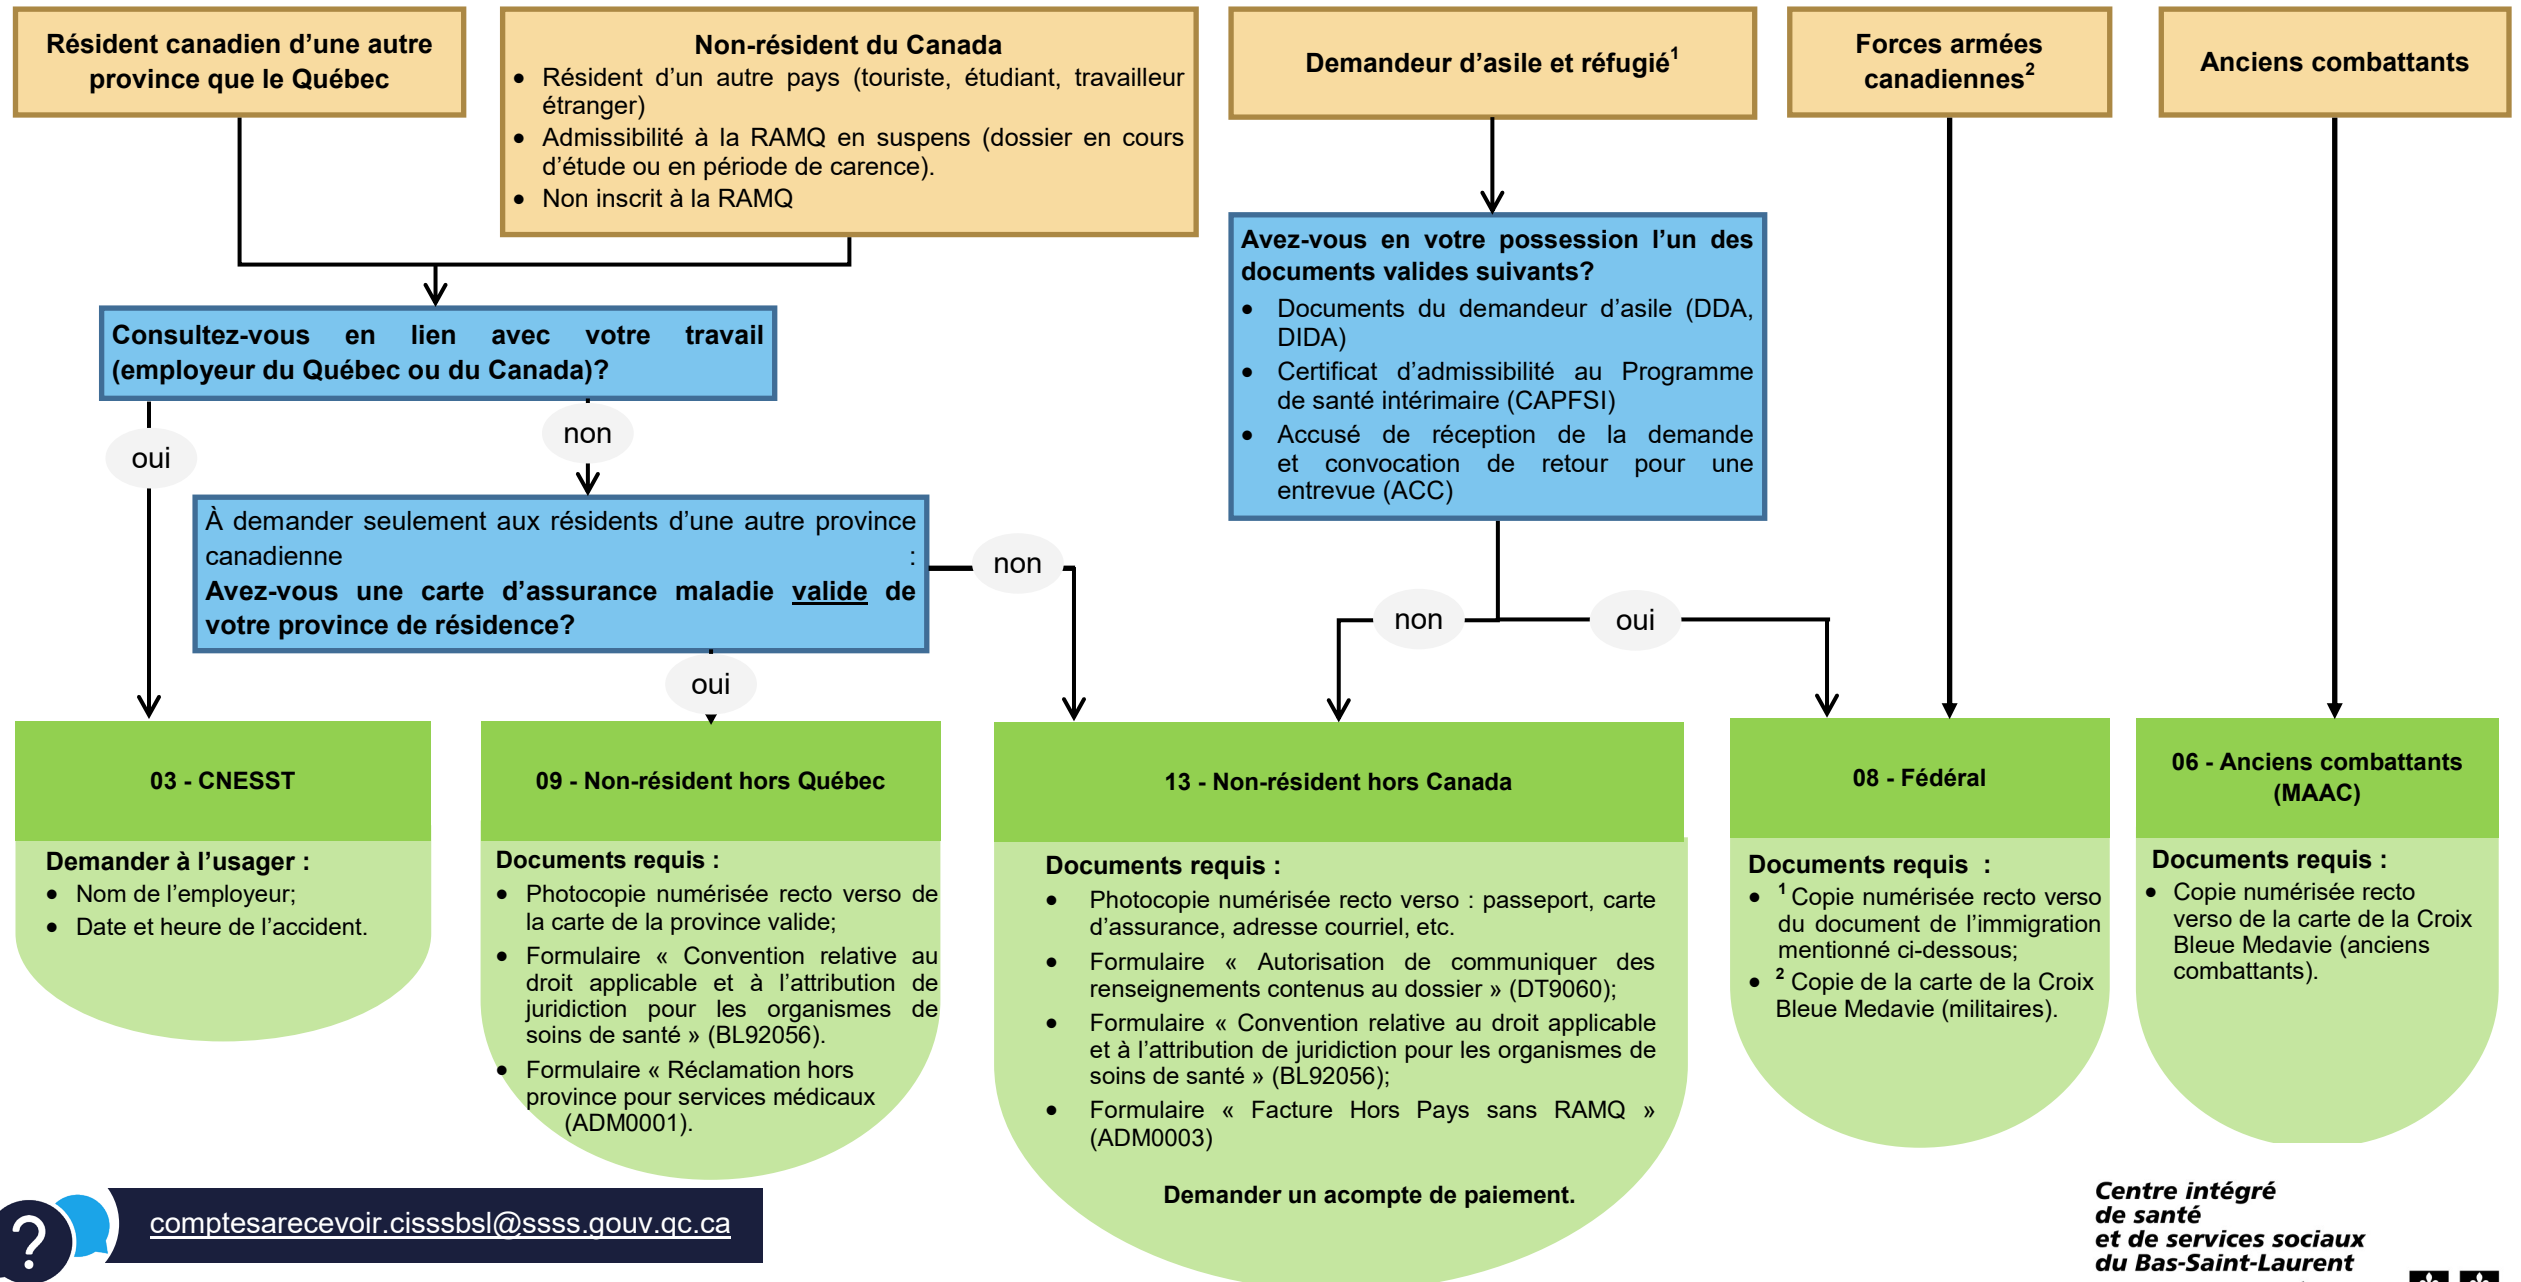 Résident canadien d’une autre
province que le Québec
Non-résident du Canada
• Résident d’un autre pays (touriste, étudiant, travailleur
étranger)
• Admissibilité à la RAMQ en suspens (dossier en cours
d’étude ou en période de carence).
• Non inscrit à la RAMQ
Demandeur d’asile et réfugié¹
Forces armées
canadiennes²
Anciens combattants
Consultez-vous en lien avec votre travail
(employeur du Québec ou du Canada)?
oui
non
À demander seulement aux résidents d’une autre province
canadienne :
Avez-vous une carte d’assurance maladie valide de
votre province de résidence?
non
oui
Avez-vous en votre possession l’un des
documents valides suivants?
• Documents du demandeur d’asile (DDA,
DIDA)
• Certificat d’admissibilité au Programme
de santé intérimaire (CAPFSI)
• Accusé de réception de la demande
et convocation de retour pour une
entrevue (ACC)
non
oui
03 - CNESST
Demander à l’usager :
• Nom de l’employeur;
• Date et heure de l’accident.
09 - Non-résident hors Québec
Documents requis :
• Photocopie numérisée recto verso de
la carte de la province valide;
• Formulaire « Convention relative au
droit applicable et à l’attribution de
juridiction pour les organismes de
soins de santé » (BL92056).
• Formulaire « Réclamation hors
province pour services médicaux
(ADM0001).
13 - Non-résident hors Canada
Documents requis :
• Photocopie numérisée recto verso : passeport, carte
d’assurance, adresse courriel, etc.
• Formulaire « Autorisation de communiquer des
renseignements contenus au dossier » (DT9060);
• Formulaire « Convention relative au droit applicable
et à l’attribution de juridiction pour les organismes de
soins de santé » (BL92056);
• Formulaire « Facture Hors Pays sans RAMQ »
(ADM0003)
Demander un acompte de paiement.
08 - Fédéral
Documents requis :
• ¹ Copie numérisée recto verso
du document de l’immigration
mentionné ci-dessous;
• ² Copie de la carte de la Croix
Bleue Medavie (militaires).
06 - Anciens combattants
(MAAC)
Documents requis :
• Copie numérisée recto
verso de la carte de la Croix
Bleue Medavie (anciens
combattants).
?
comptesarecevoir.cisssbsl@ssss.gouv.qc.ca
Centre intégré
de santé
et de services sociaux
du Bas-Saint-Laurent